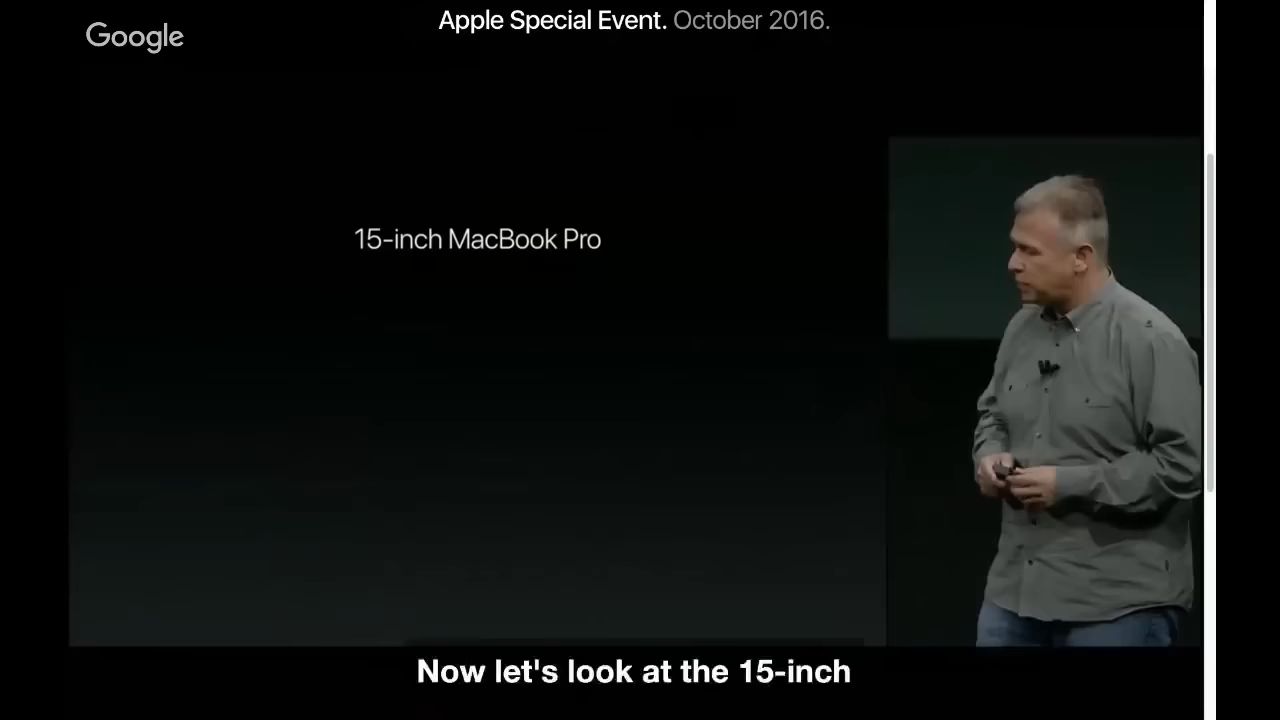 Apple Special Event. October 2016.
Google
15-inch MacBook Pro
Now let's look at the 15-inch